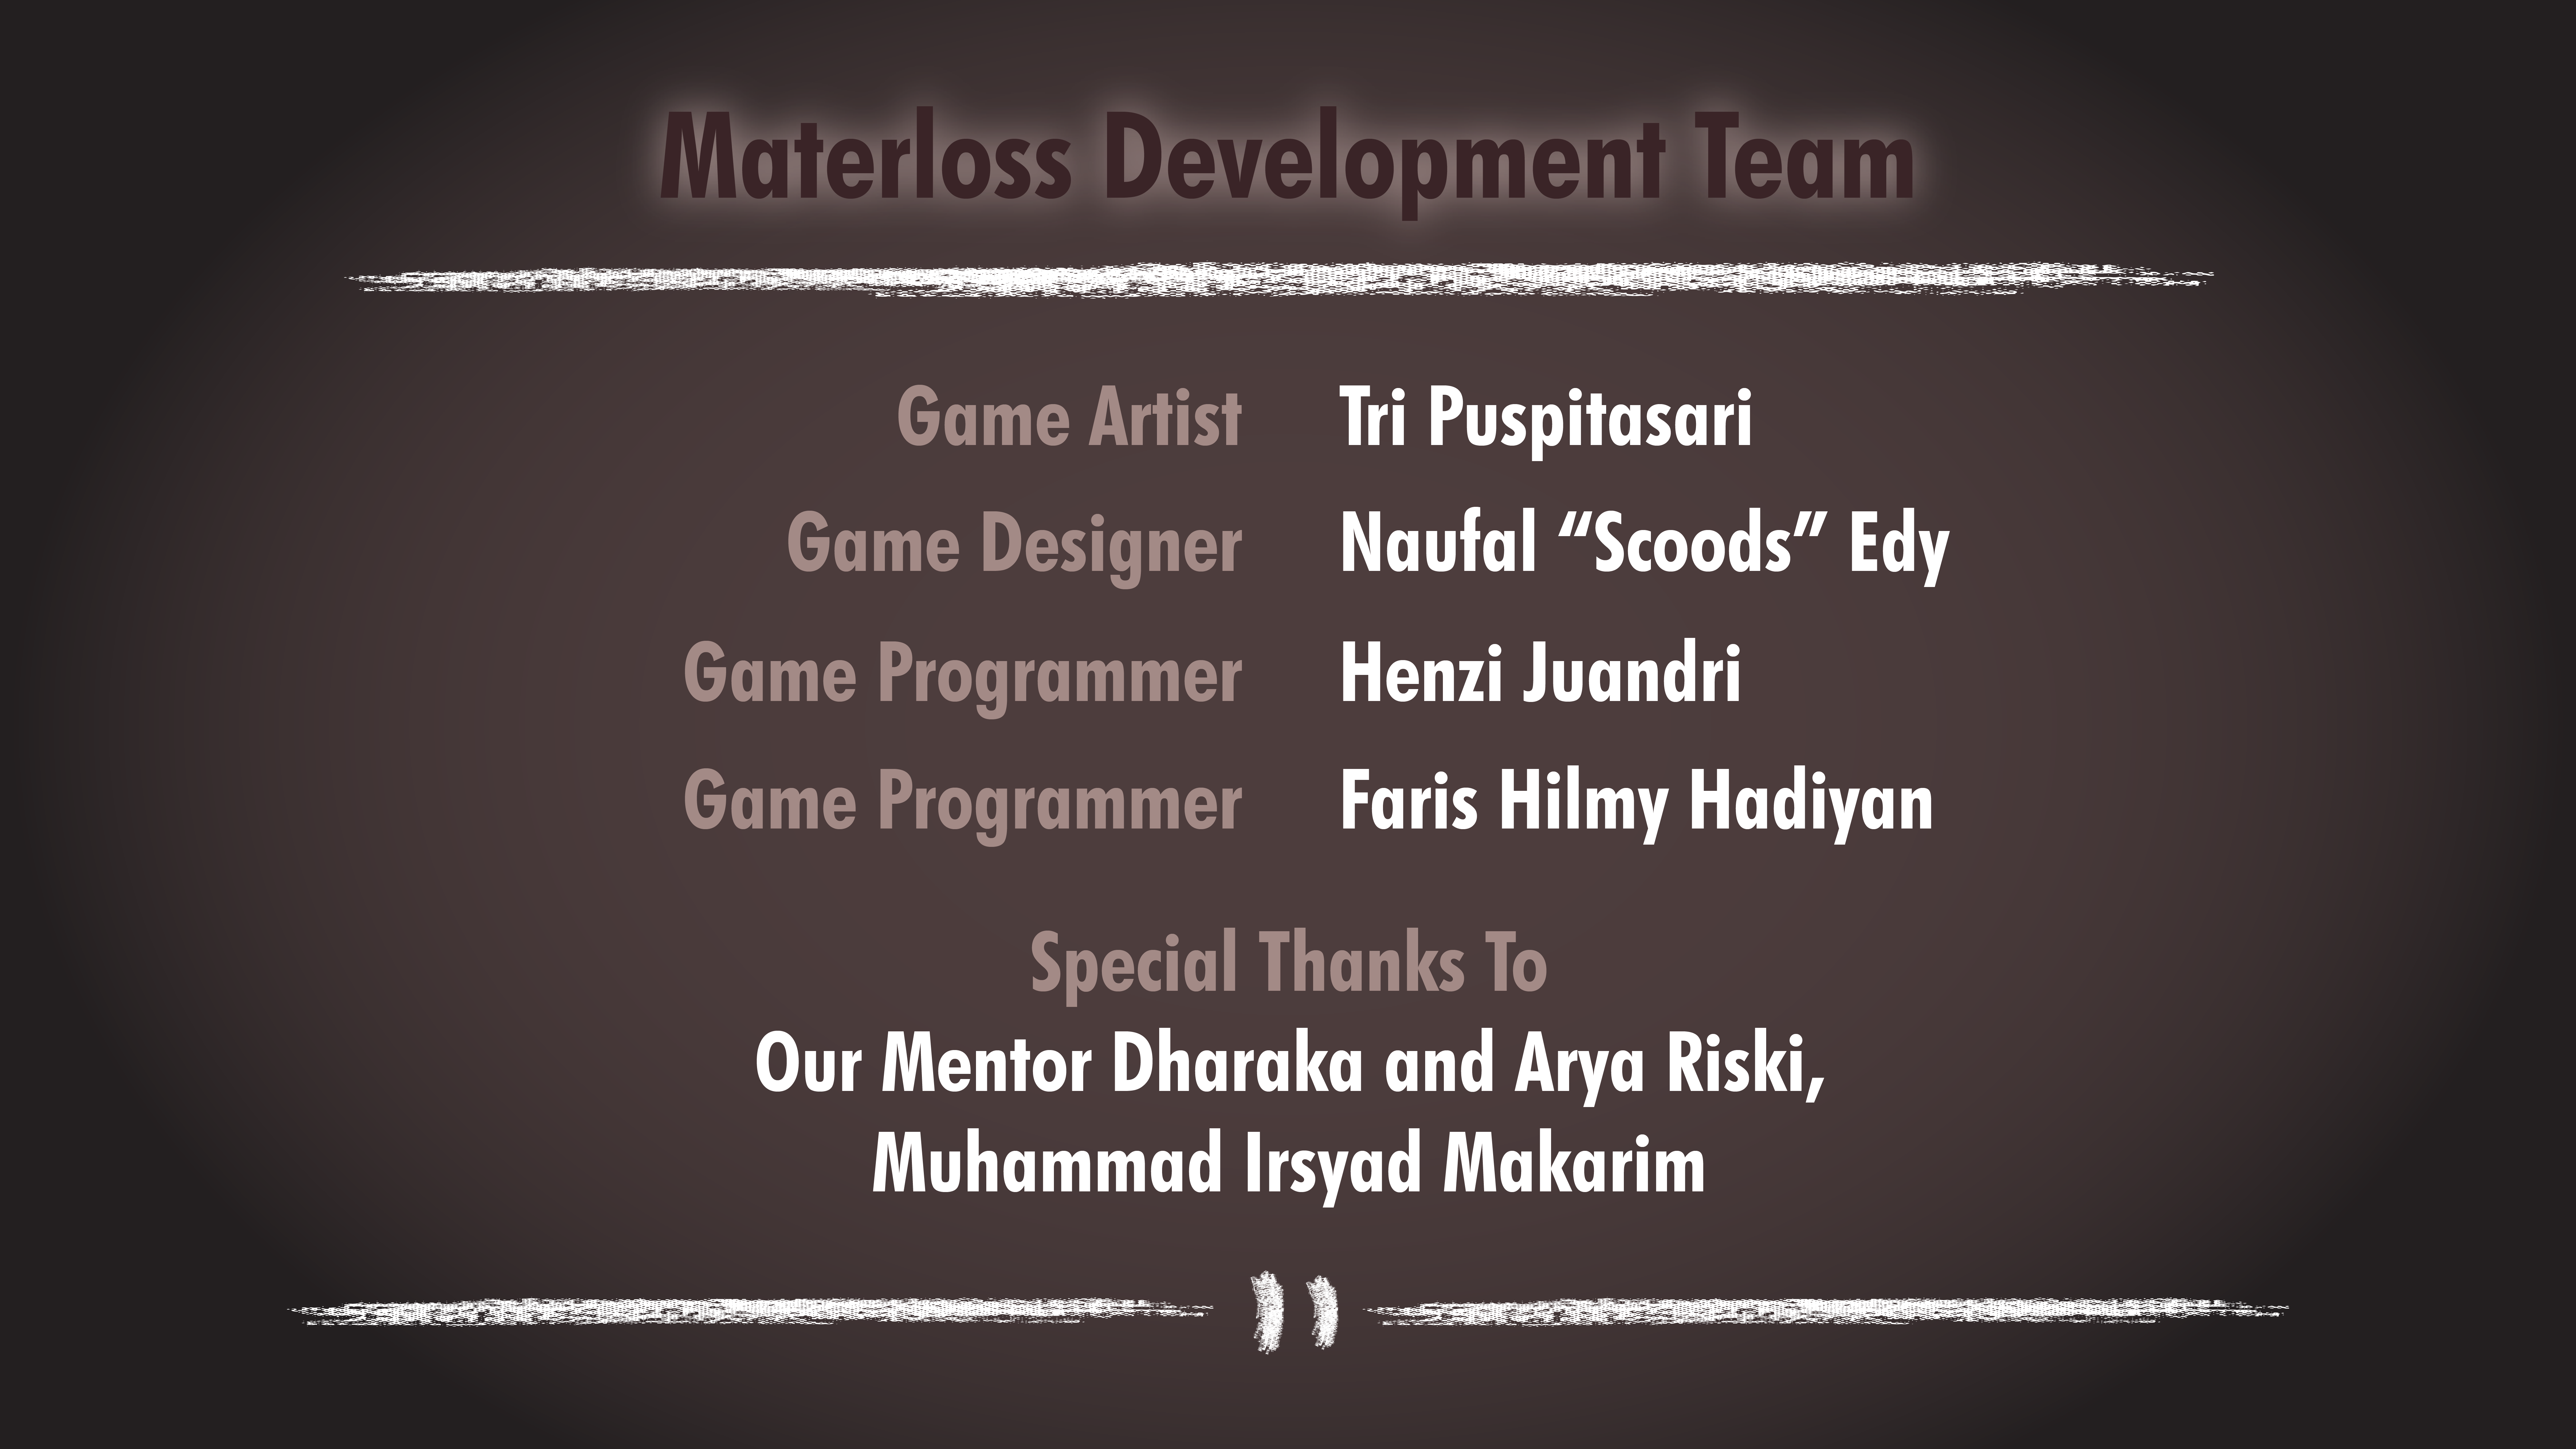 Materloss Development Team
Game Artist Tri Puspitasari
Game Designer Naufal “Scoods” Edy
Game Programmer Henzi Juandri
Game Programmer Faris Hilmy Hadiyan
Special Thanks To
Our Mentor Dharaka and Arya Riski,
Muhammad Irsyad Makarim